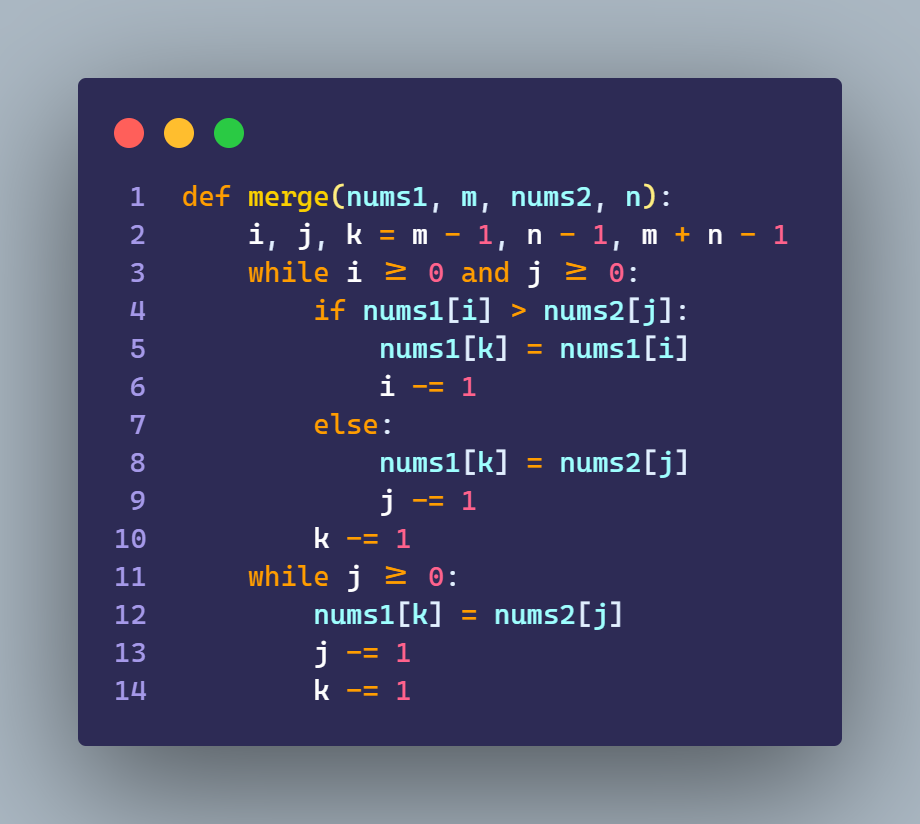 1 def merge(nums1, m, nums2, n):
2     i, j, k = m - 1, n - 1, m + n - 1
3     while i ≥ 0 and j ≥ 0:
4         if nums1[i] > nums2[j]:
5             nums1[k] = nums1[i]
6             i -= 1
7         else:
8             nums1[k] = nums2[j]
9             j -= 1
10         k -= 1
11     while j ≥ 0:
12         nums1[k] = nums2[j]
13         j -= 1
14         k -= 1